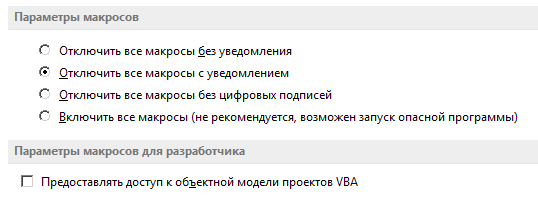 Параметры макросов
Отключить все макросы без уведомления
Отключить все макросы с уведомлением
Отключить все макросы без цифровых подписей
Включить все макросы (не рекомендуется, возможен запуск опасной программы)
Параметры макросов для разработчика
Предоставлять доступ к объектной модели проектов VBA